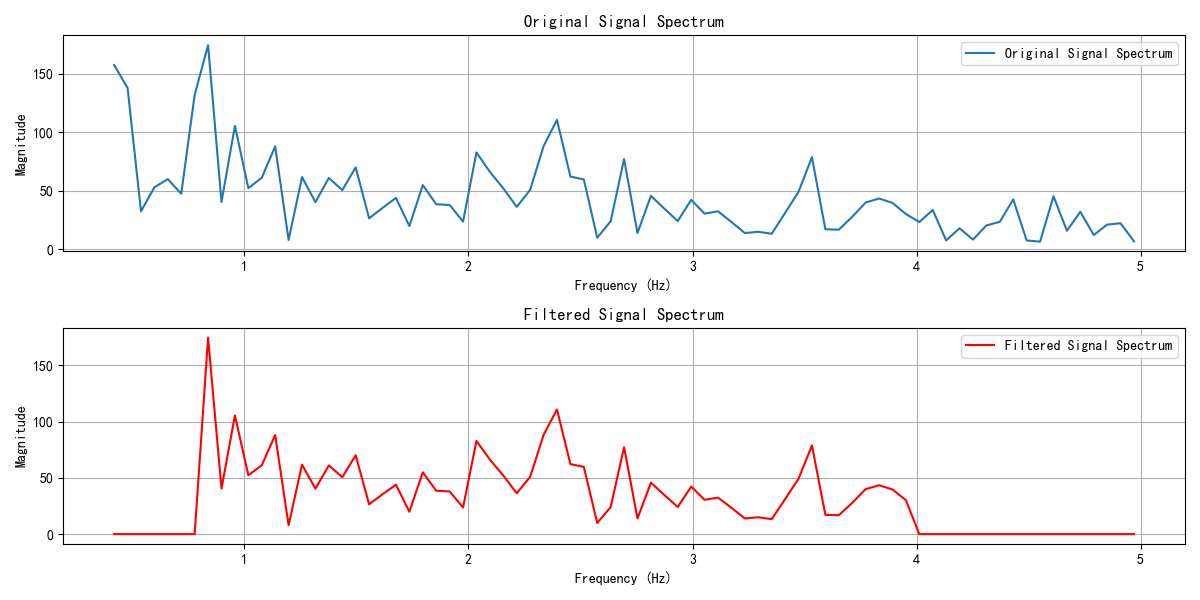 Original Signal Spectrum
Original Signal Spectrum
Magnitude
150
100
50
0
1 2 3 4 5
Frequency (Hz)
Filtered Signal Spectrum
Filtered Signal Spectrum
Magnitude
150
100
50
0
1 2 3 4 5
Frequency (Hz)